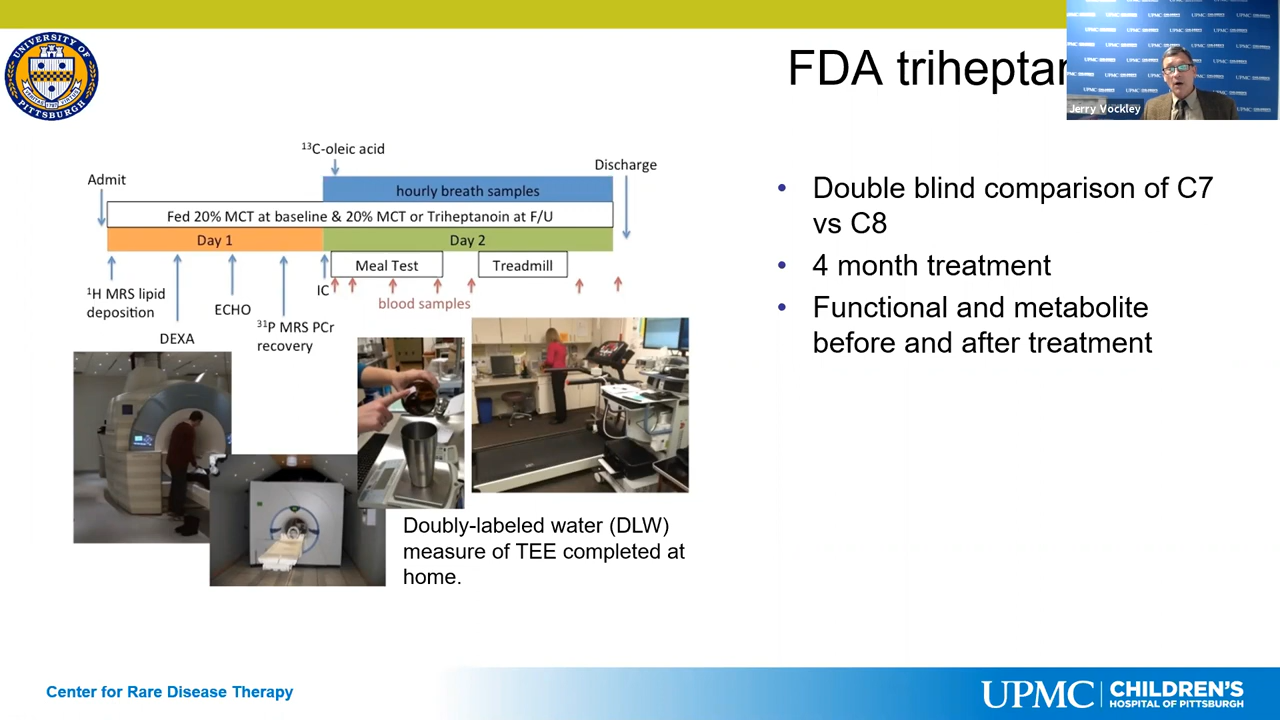 UNIVERSITY OF
PITTSBURGH
FDA
Jerry Vockley
¹³C-oleic acid
Admit
Discharge
hourly breath samples
Fed 20% MCT at baseline & 20% MCT or Triheptanoin at F/U
Day 1
Day 2
Meal Test
Treadmill
IC
blood samples
¹H MRS lipid
deposition
DEXA
ECHO
³¹P MRS PCr
recovery
Doubly-labeled water (DLW)
measure of TEE completed at
home.
• Double blind comparison of C7
vs C8
• 4 month treatment
• Functional and metabolite
before and after treatment
Center for Rare Disease Therapy
UPMC
CHILDREN'S
HOSPITAL OF PITTSBURGH